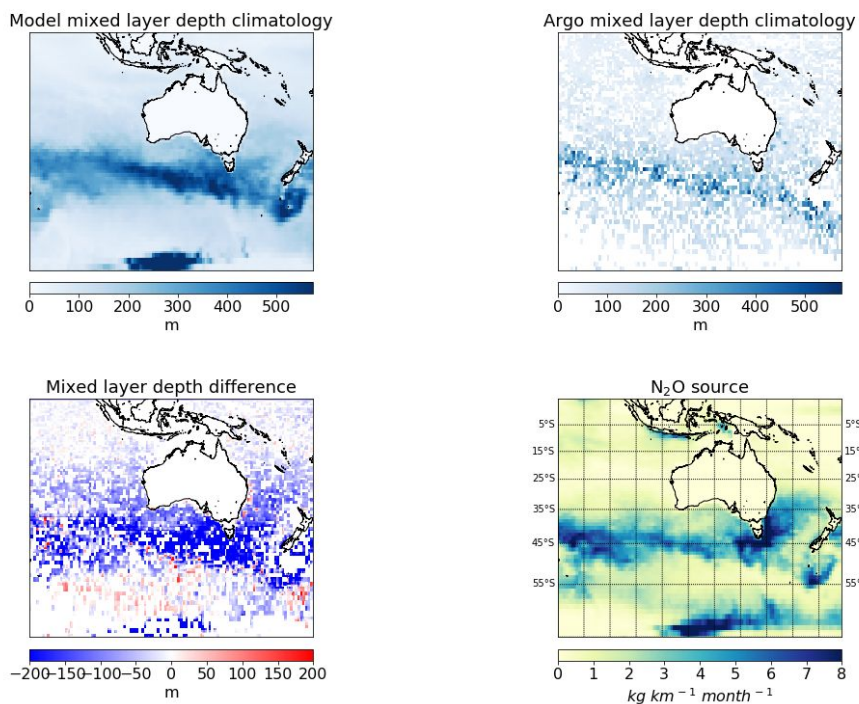 Model mixed layer depth climatology
Argo mixed layer depth climatology
0 100 200 300 400 500
m
0 100 200 300 400 500
m
Mixed layer depth difference
N₂O source
5°S 5°S
15°S 15°S
25°S 25°S
35°S 35°S
45°S 45°S
55°S 55°S
−200−150−100 −50 0 50 100 150 200
m
0 1 2 3 4 5 6 7 8
kg km⁻¹ month⁻¹